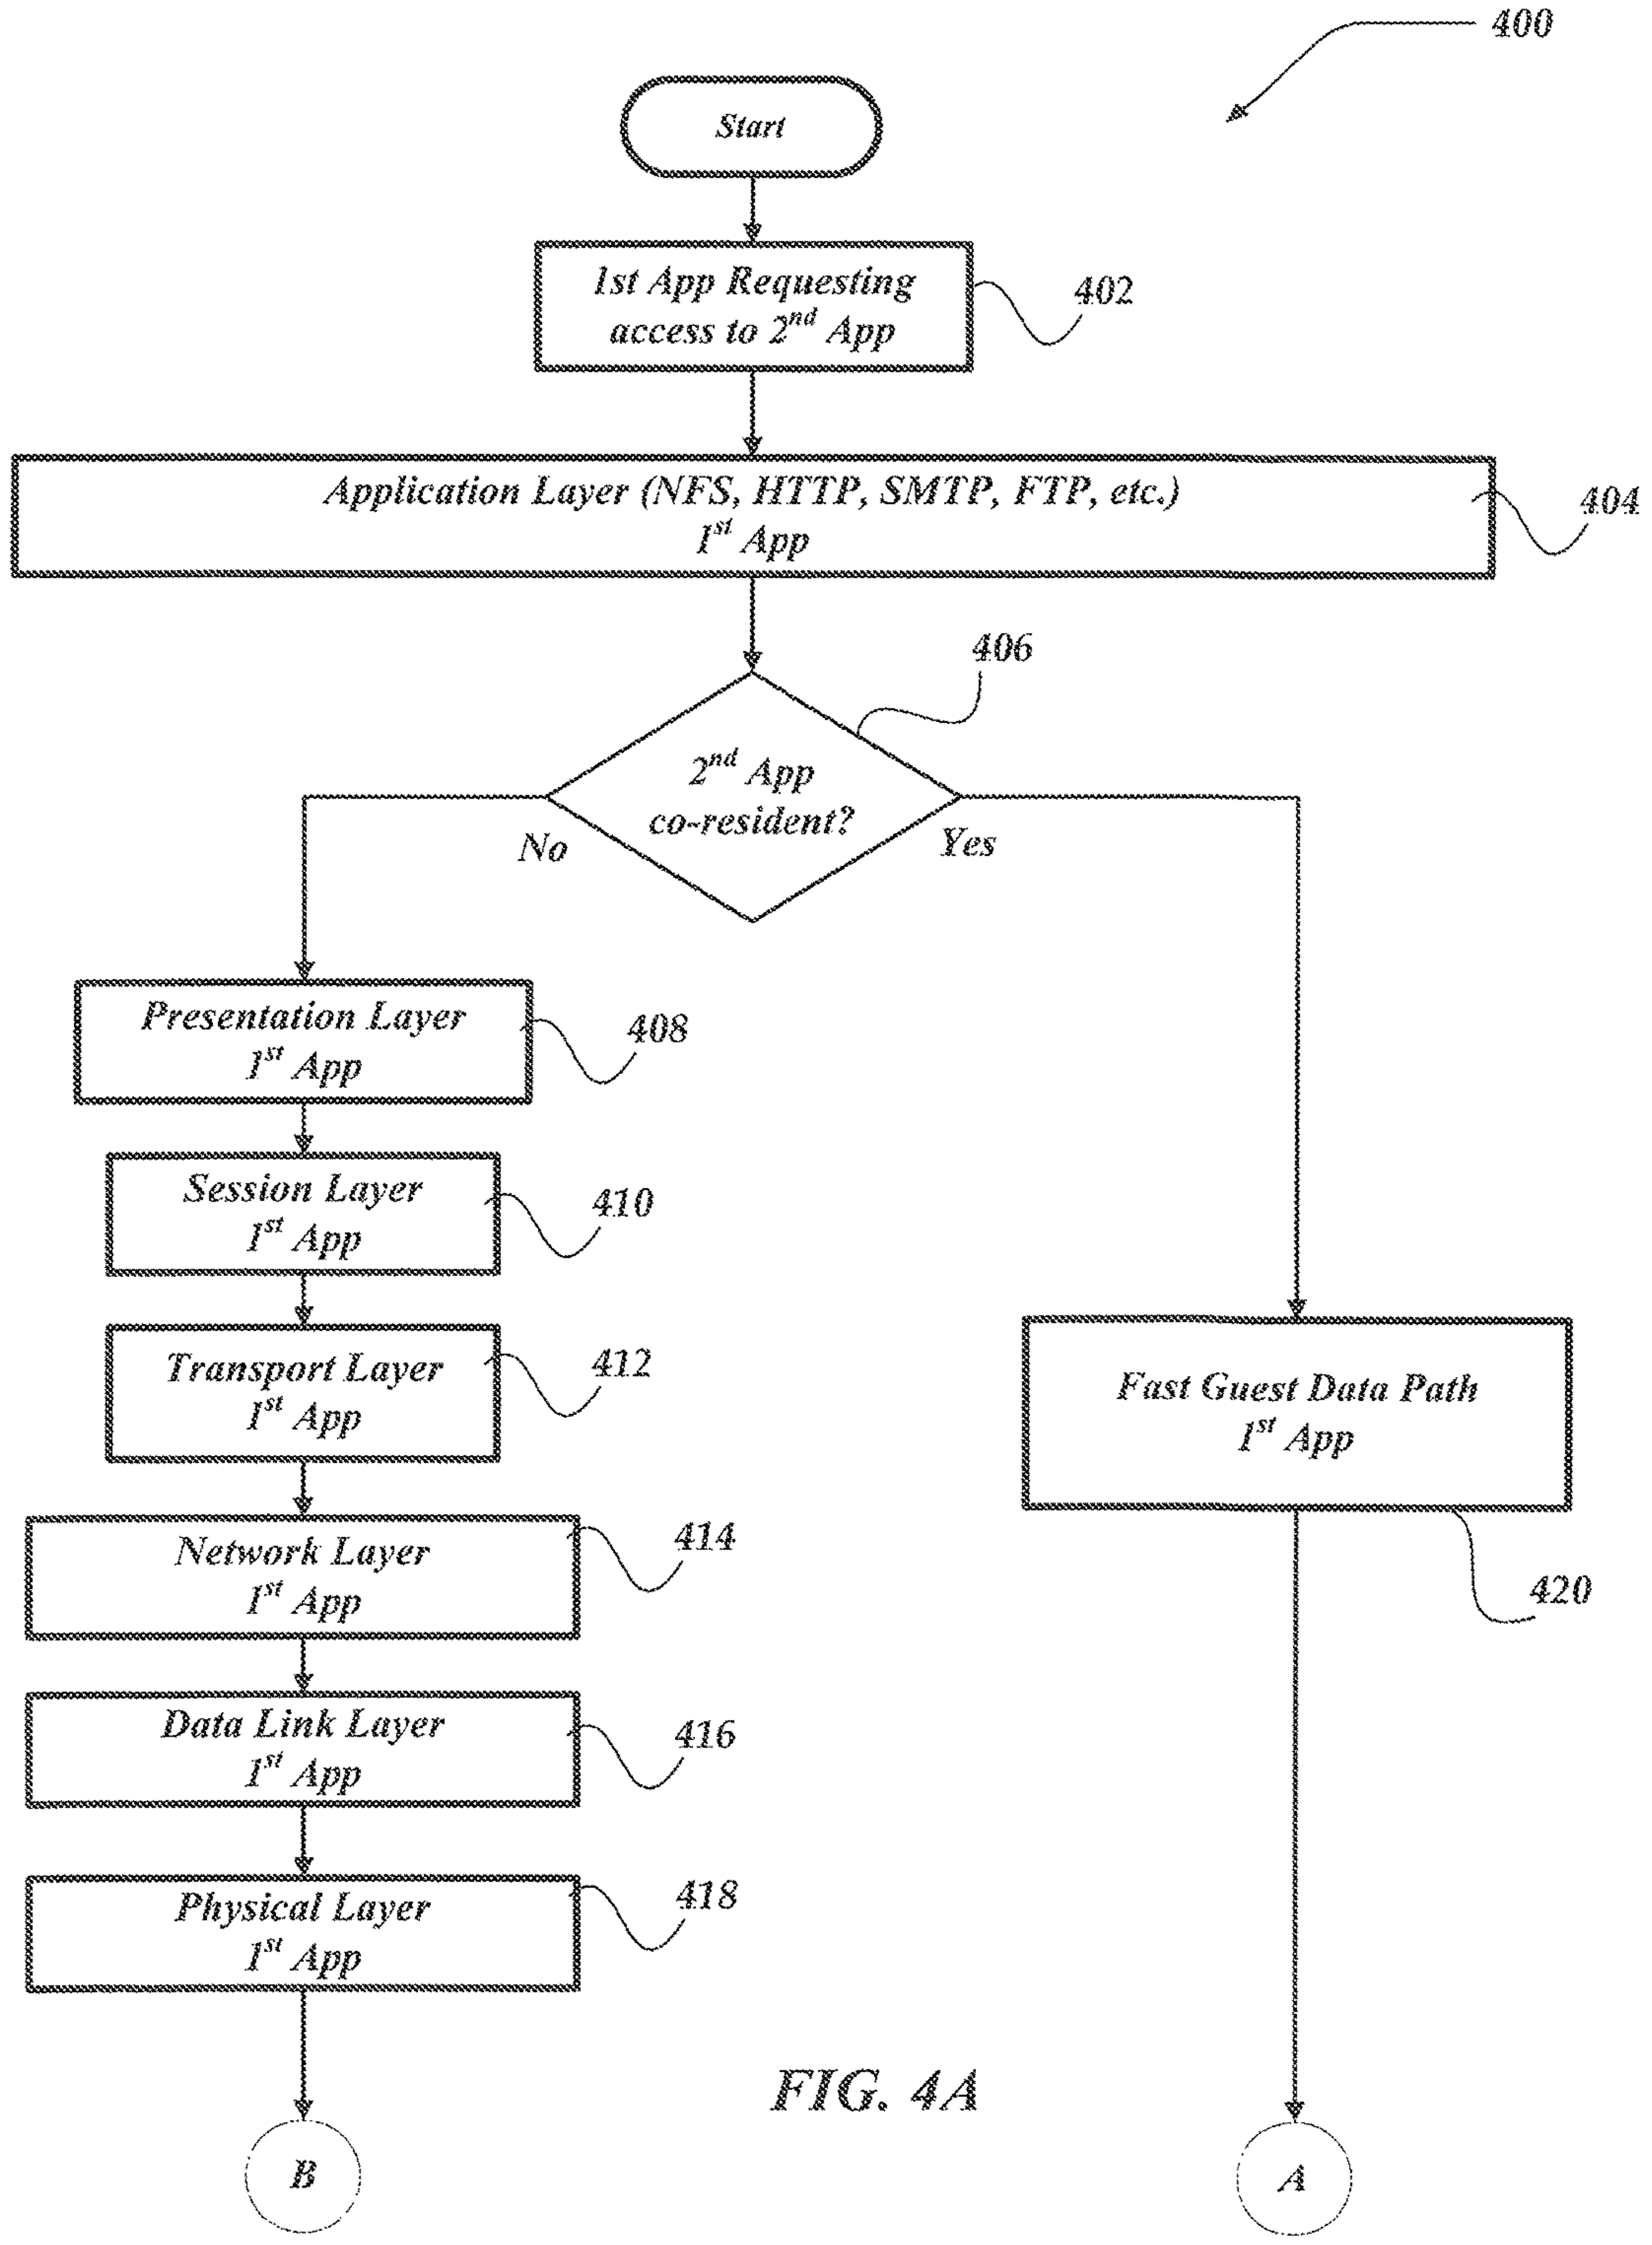 400
Start
1st App Requesting
access to 2nd App
402
Application Layer (NFS, HTTP, SMTP, FTP, etc.)
1st App
404
406
2nd App
co-resident?
No
Yes
Presentation Layer
1st App
408
Session Layer
1st App
410
Transport Layer
1st App
412
Fast Guest Data Path
1st App
420
Network Layer
1st App
414
Data Link Layer
1st App
416
Physical Layer
1st App
418
FIG. 4A
B
A